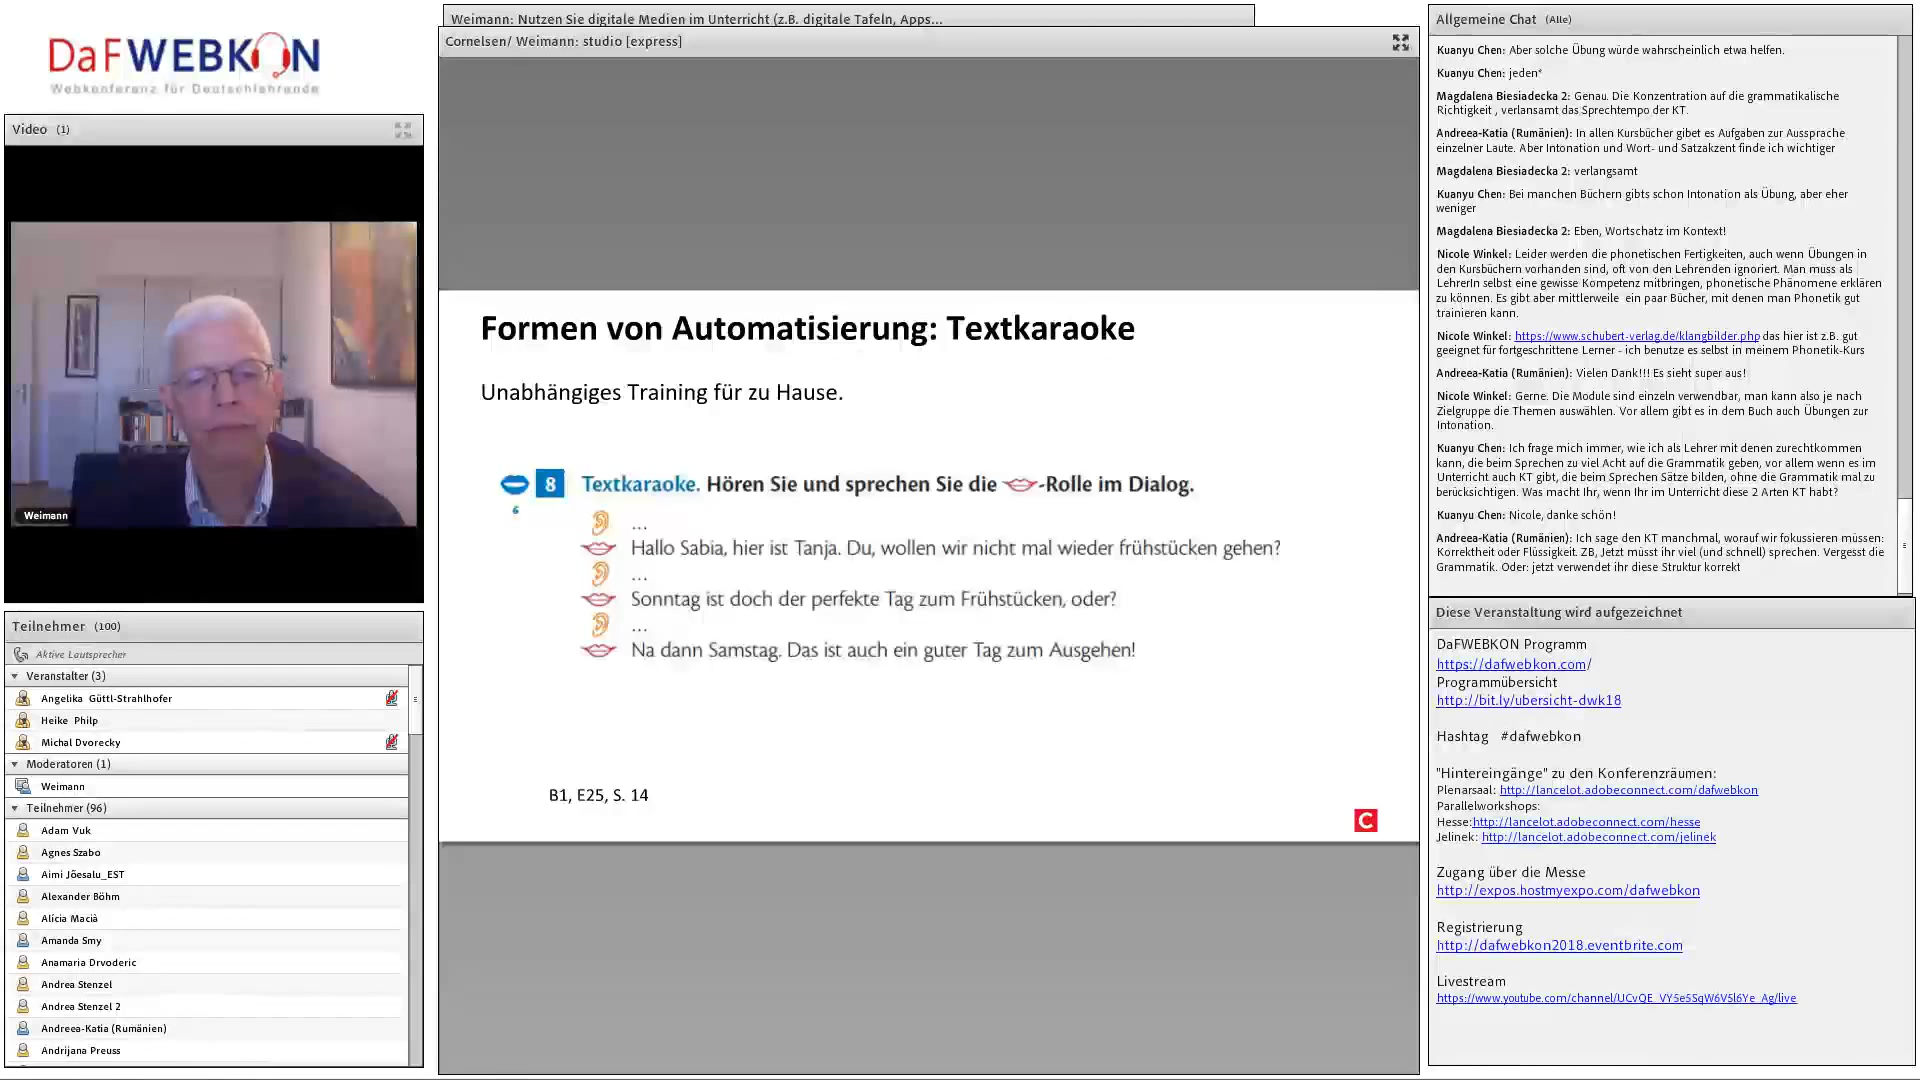 DaFWEBKON
Webkonferenz für Deutschlehrende
Video (1)
Weimann
Teilnehmer (100)
Aktive Lautsprecher
Veranstalter (3)
Angelika Güttl-Strahlhofer
Heike Philp
Michal Dvorecky
Moderatoren (1)
Weimann
Teilnehmer (96)
Adam Vuk
Agnes Szabo
Aimi Jõesalu_EST
Alexander Böhm
Alícia Macià
Amanda Smy
Anamaria Drvoderic
Andrea Stenzel
Andrea Stenzel 2
Andreea-Katia (Rumänien)
Andrijana Preuss
Weimann: Nutzen Sie digitale Medien im Unterricht (z.B. digitale Tafeln, Apps...
Cornelsen/ Weimann: studio [express]
Formen von Automatisierung: Textkaraoke
Unabhängiges Training für zu Hause.
8 Textkaraoke. Hören Sie und sprechen Sie die -Rolle im Dialog.
6
...
Hallo Sabia, hier ist Tanja. Du, wollen wir nicht mal wieder frühstücken gehen?
...
Sonntag ist doch der perfekte Tag zum Frühstücken, oder?
...
Na dann Samstag. Das ist auch ein guter Tag zum Ausgehen!
B1, E25, S. 14
C
Allgemeine Chat (Alle)
Kuanyu Chen: Aber solche Übung würde wahrscheinlich etwa helfen.
Kuanyu Chen: jeden*
Magdalena Biesiadecka 2: Genau. Die Konzentration auf die grammatikalische
Richtigkeit , verlansamt das Sprechtempo der KT.
Andreea-Katia (Rumänien): In allen Kursbücher gibet es Aufgaben zur Aussprache
einzelner Laute. Aber Intonation und Wort- und Satzakzent finde ich wichtiger
Magdalena Biesiadecka 2: verlangsamt
Kuanyu Chen: Bei manchen Büchern gibts schon Intonation als Übung, aber eher
weniger
Magdalena Biesiadecka 2: Eben, Wortschatz im Kontext!
Nicole Winkel: Leider werden die phonetischen Fertigkeiten, auch wenn Übungen in
den Kursbüchern vorhanden sind, oft von den Lehrenden ignoriert. Man muss als
LehrerIn selbst eine gewisse Kompetenz mitbringen, phonetische Phänomene erklären
zu können. Es gibt aber mittlerweile ein paar Bücher, mit denen man Phonetik gut
trainieren kann.
Nicole Winkel: https://www.schubert-verlag.de/klangbilder.php das hier ist z.B. gut
geeignet für fortgeschrittene Lerner - ich benutze es selbst in meinem Phonetik-Kurs
Andreea-Katia (Rumänien): Vielen Dank!!! Es sieht super aus!
Nicole Winkel: Gerne. Die Module sind einzeln verwendbar, man kann also je nach
Zielgruppe die Themen auswählen. Vor allem gibt es in dem Buch auch Übungen zur
Intonation.
Kuanyu Chen: Ich frage mich immer, wie ich als Lehrer mit denen zurechtkommen
kann, die beim Sprechen zu viel Acht auf die Grammatik geben, vor allem wenn es im
Unterricht auch KT gibt, die beim Sprechen Sätze bilden, ohne die Grammatik mal zu
berücksichtigen. Was macht Ihr, wenn Ihr im Unterricht diese 2 Arten KT habt?
Kuanyu Chen: Nicole, danke schön!
Andreea-Katia (Rumänien): Ich sage den KT manchmal, worauf wir fokussieren müssen:
Korrektheit oder Flüssigkeit. ZB, Jetzt müsst ihr viel (und schnell) sprechen. Vergesst die
Grammatik. Oder: jetzt verwendet ihr diese Struktur korrekt
Diese Veranstaltung wird aufgezeichnet
DaFWEBKON Programm
https://dafwebkon.com/
Programmübersicht
http://bit.ly/ubersicht-dwk18
Hashtag #dafwebkon
"Hintereingänge" zu den Konferenzräumen:
Plenarsaal: http://lancelot.adobeconnect.com/dafwebkon
Parallelworkshops:
Hesse:http://lancelot.adobeconnect.com/hesse
Jelinek: http://lancelot.adobeconnect.com/jelinek
Zugang über die Messe
http://expos.hostmyexpo.com/dafwebkon
Registrierung
http://dafwebkon2018.eventbrite.com
Livestream
https://www.youtube.com/channel/UCvQE_VY5e5SqW6V5l6Ye_Ag/live